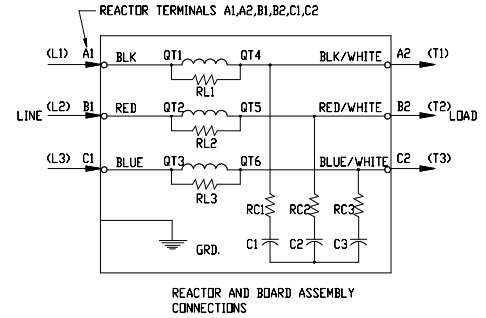 REACTOR TERMINALS A1,A2,B1,B2,C1,C2
(L1) A1 BLK QT1 QT4 BLK/WHITE A2 (T1)
RL1
LINE (L2) B1 RED QT2 QT5 RED/WHITE B2 (T2) LOAD
RL2
(L3) C1 BLUE QT3 QT6 BLUE/WHITE C2 (T3)
RL3
RC1 RC2 RC3
GRD. C1 C2 C3
REACTOR AND BOARD ASSEMBLY
CONNECTIONS